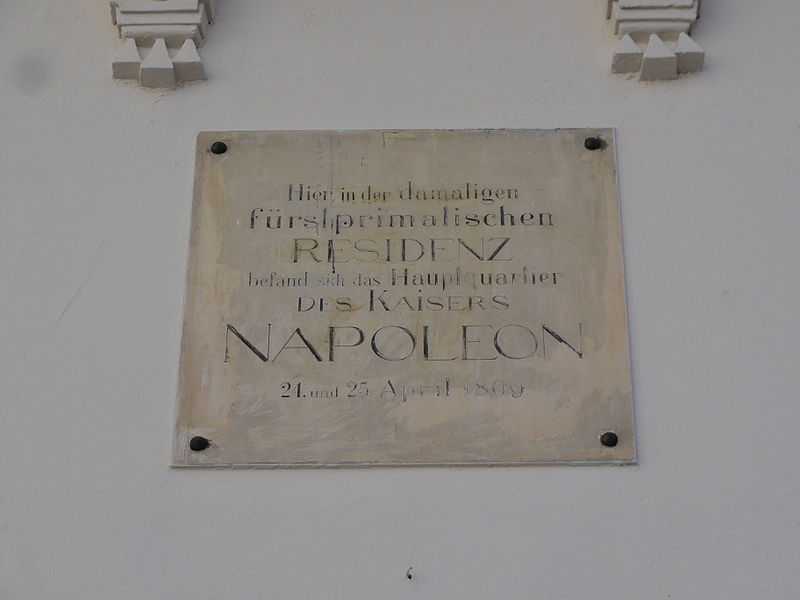 Hier, in der damaligen
fürstprimatischen
RESIDENZ
befand sich das Hauptquartier
DES KAISERS
NAPOLEON
24. und 25. April 1809